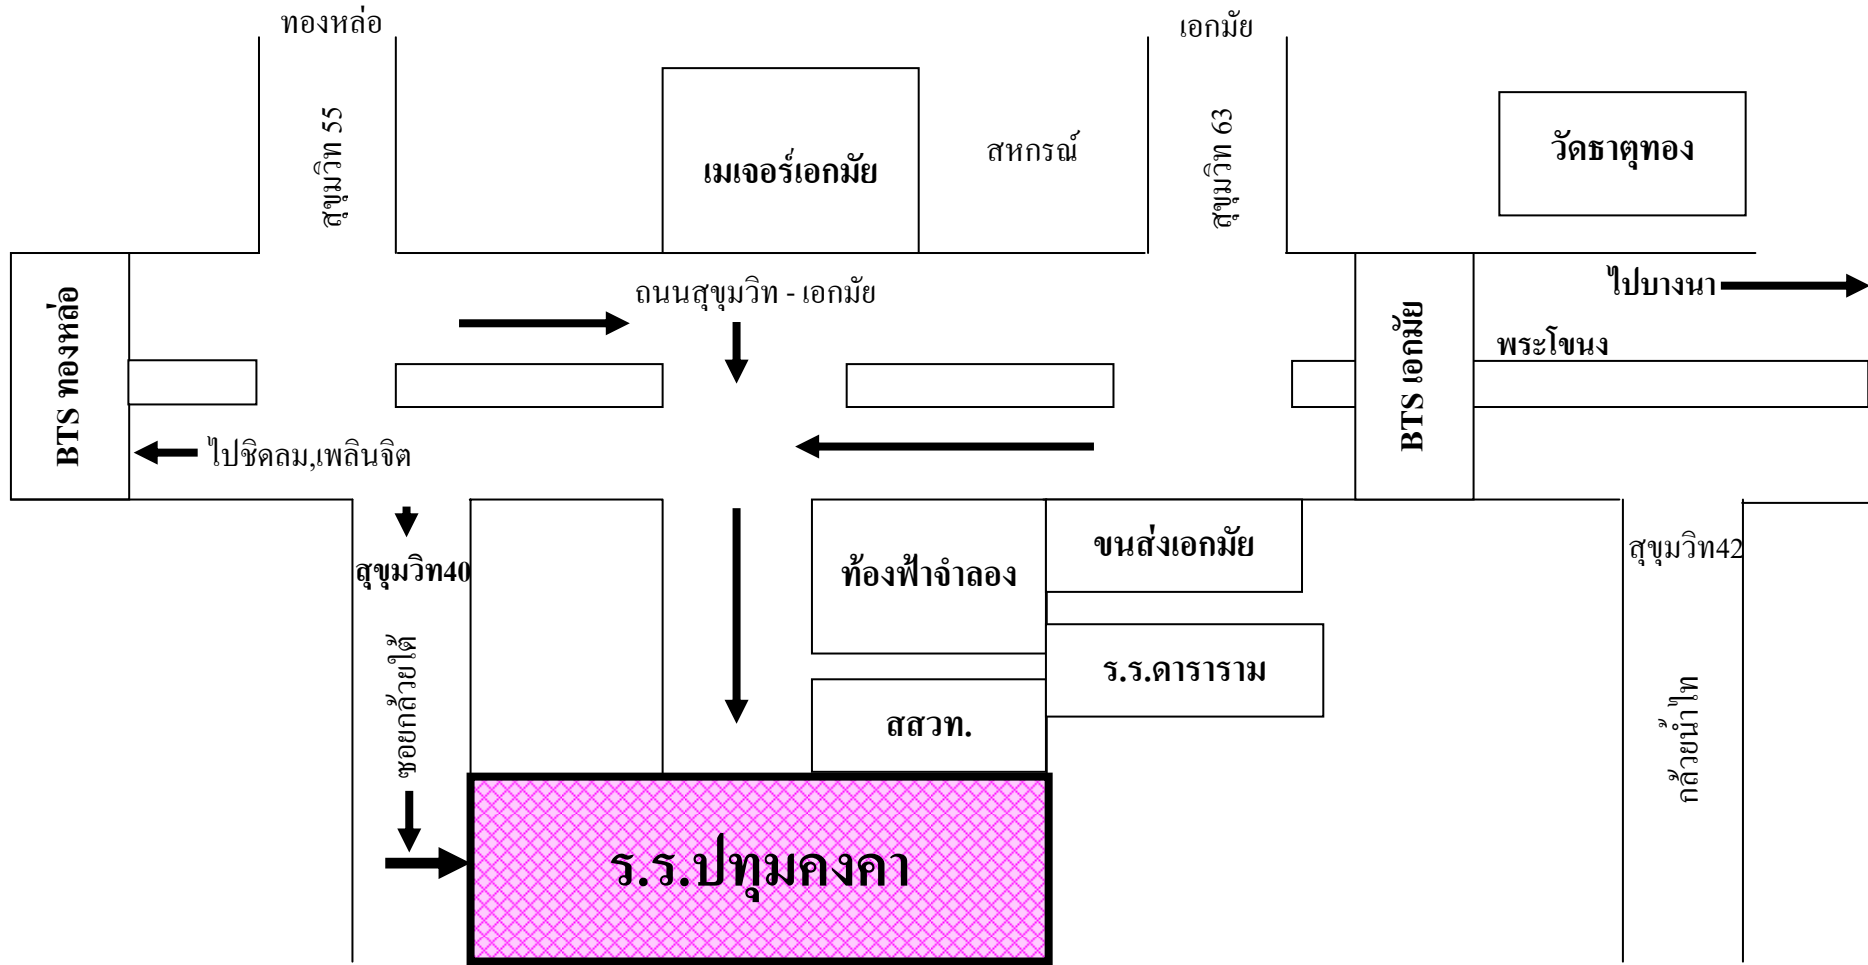 ทองหล่อ
เอกมัย
สุขุมวิท 55
เมเจอร์เอกมัย
สหกรณ์
สุขุมวิท 63
วัดธาตุทอง
BTS ทองหล่อ
ถนนสุขุมวิท - เอกมัย
BTS เอกมัย
ไปบางนา
พระโขนง
ไปชิดลม,เพลินจิต
สุขุมวิท40
ท้องฟ้าจำลอง
ขนส่งเอกมัย
สุขุมวิท42
ซอยกล้วยใต้
ร.ร.ดาราราม
สสวท.
กล้วยน้ำไท
ร.ร.ปทุมคงคา